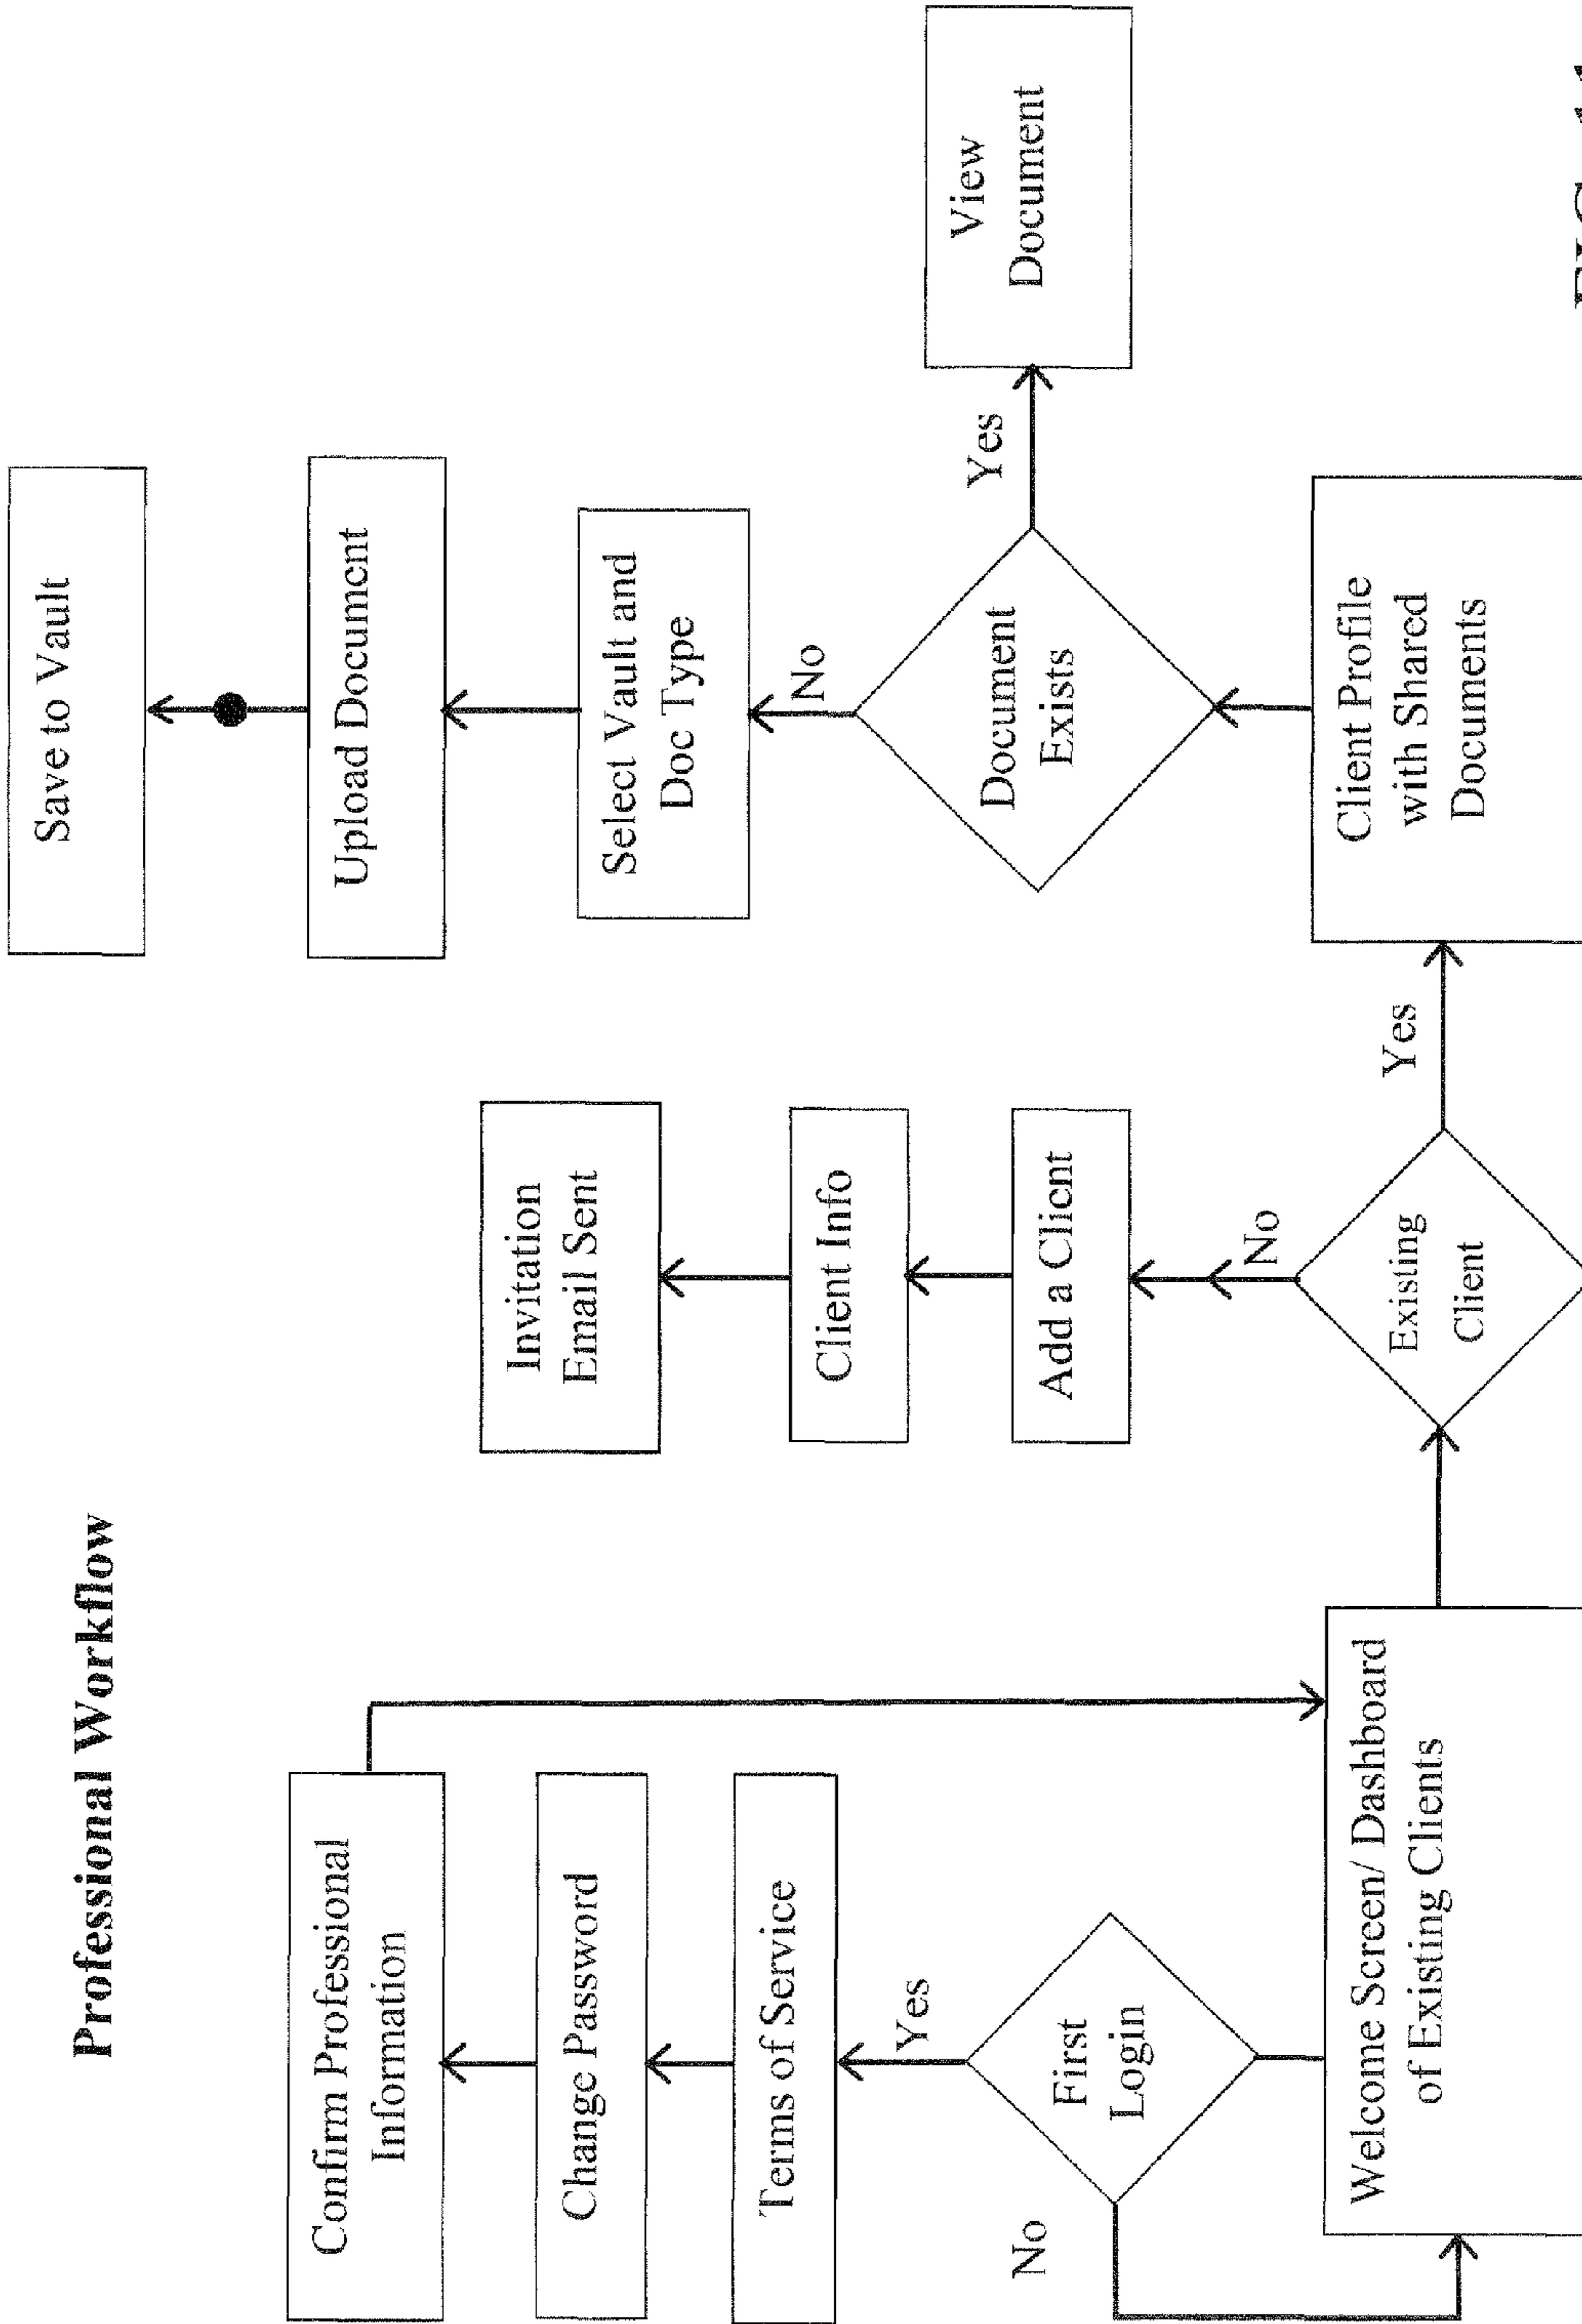 Professional Workflow
Confirm Professional
Information
Change Password
Terms of Service
Yes
First
Login
No
Welcome Screen/ Dashboard
of Existing Clients
Invitation
Email Sent
Client Info
Add a Client
No
Existing
Client
Yes
Save to Vault
Upload Document
Select Vault and
Doc Type
No
Document
Exists
Yes
View
Document
Client Profile
with Shared
Documents